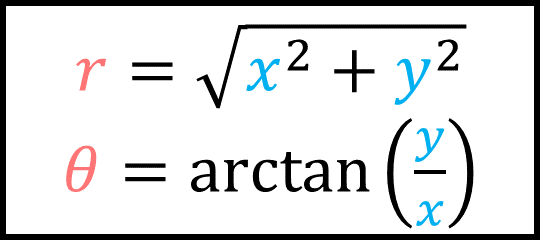 r = √(x² + y²)
θ = arctan(y/x)